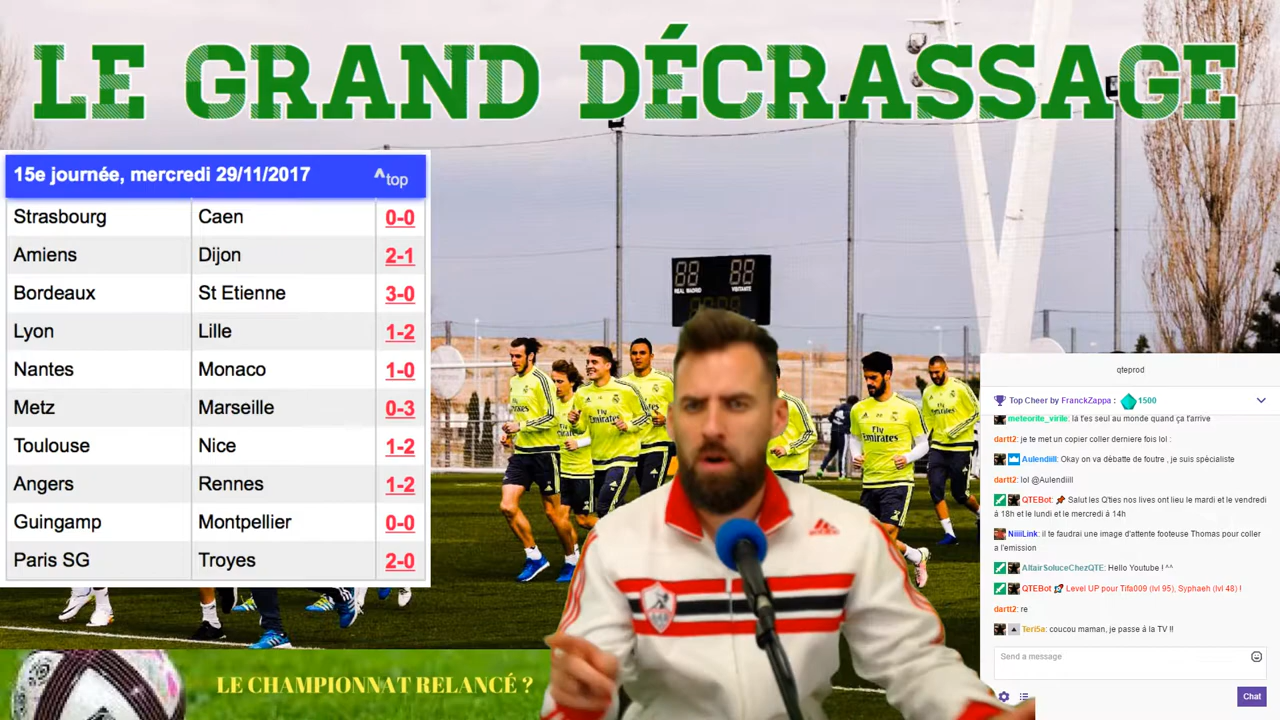 LE GRAND DÉCRASSAGE
15e journée, mercredi 29/11/2017 ^top
Strasbourg Caen 0-0
Amiens Dijon 2-1
Bordeaux St Etienne 3-0
Lyon Lille 1-2
Nantes Monaco 1-0
Metz Marseille 0-3
Toulouse Nice 1-2
Angers Rennes 1-2
Guingamp Montpellier 0-0
Paris SG Troyes 2-0
88 88
REAL MADRID VISITANTE
Fly
Emirates
LE CHAMPIONNAT RELANCÉ ?
qteprod
Top Cheer by FranckZappa : 1500
meteorite_virile: la t'es seul au monde quand ça t'arrive
dartt2: je te met un copier coller derniere fois lol :
Aulendiill: Okay on va débatte de foutre , je suis spécialiste
dartt2: lol @Aulendiiill
QTEBot: Salut les Q'ties nos lives ont lieu le mardi et le vendredi
à 18h et le lundi et le mercredi à 14h
NiiiiLink: il te faudrai une image d'attente footeuse Thomas pour coller
a l'emission
AltairSoluceChezQTE: Hello Youtube ! ^^
QTEBot: Level UP pour Tifa009 (lvl 95), Syphaeh (lvl 48) !
dartt2: re
Teri5a: coucou maman, je passe à la TV !!
Send a message
Chat